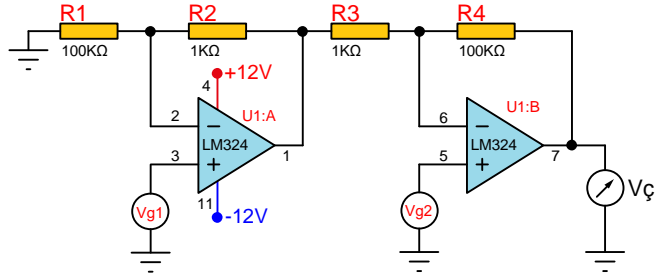 R1 R2 R3 R4
100KΩ 1KΩ 1KΩ 100KΩ
4 +12V
U1:A U1:B
2 6
LM324 LM324
3 1 5 7
11
Vg1 Vg2 Vç
-12V